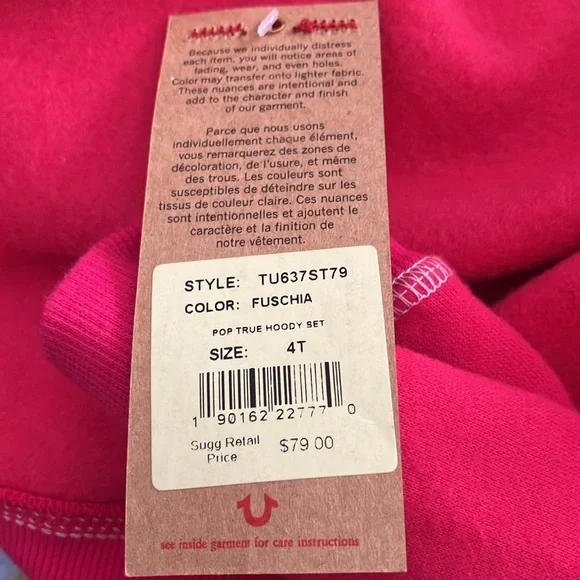 Because we individually distress
each item, you will notice areas of
fading, wear, and even holes.
Color may transfer onto lighter fabric.
These nuances are intentional and
add to the character and finish
of our garment.
Parce que nous usons
individuellement chaque élément,
vous remarquerez des zones de
décoloration, de l'usure, et même
des trous. Les couleurs sont
susceptibles de déteindre sur les
tissus de couleur claire. Ces nuances
sont intentionnelles et ajoutent le
caractère et la finition de
notre vêtement.
STYLE: TU637ST79
COLOR: FUSCHIA
POP TRUE HOODY SET
SIZE: 4T
1 90162 22777 0
Sugg Retail $79.00
Price
see inside garment for care instructions